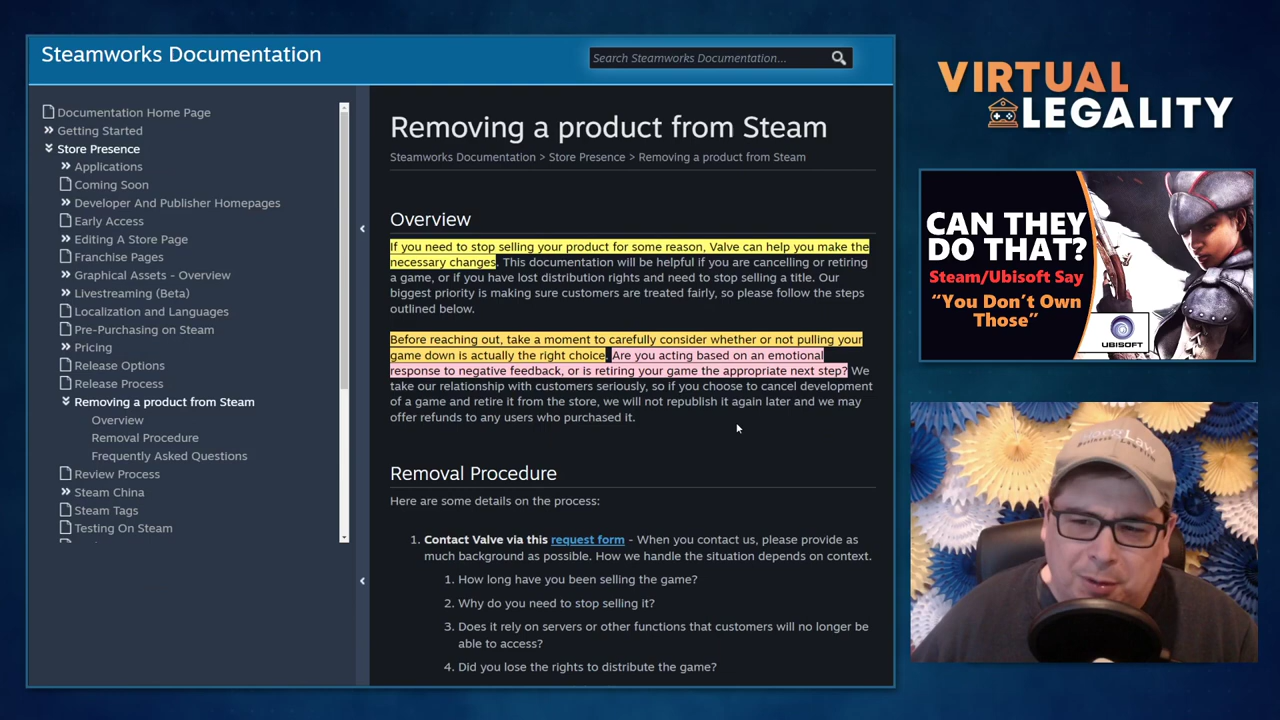 Steamworks Documentation
Search Steamworks Documentation...
Documentation Home Page
Getting Started
Store Presence
Applications
Coming Soon
Developer And Publisher Homepages
Early Access
Editing A Store Page
Franchise Pages
Graphical Assets - Overview
Livestreaming (Beta)
Localization and Languages
Pre-Purchasing on Steam
Pricing
Release Options
Release Process
Removing a product from Steam
Overview
Removal Procedure
Frequently Asked Questions
Review Process
Steam China
Steam Tags
Testing On Steam
Removing a product from Steam
Steamworks Documentation > Store Presence > Removing a product from Steam
Overview
If you need to stop selling your product for some reason, Valve can help you make the
necessary changes. This documentation will be helpful if you are cancelling or retiring
a game, or if you have lost distribution rights and need to stop selling a title. Our
biggest priority is making sure customers are treated fairly, so please follow the steps
outlined below.
Before reaching out, take a moment to carefully consider whether or not pulling your
game down is actually the right choice. Are you acting based on an emotional
response to negative feedback, or is retiring your game the appropriate next step? We
take our relationship with customers seriously, so if you choose to cancel development
of a game and retire it from the store, we will not republish it again later and we may
offer refunds to any users who purchased it.
Removal Procedure
Here are some details on the process:
1. Contact Valve via this request form - When you contact us, please provide as
much background as possible. How we handle the situation depends on context.
1. How long have you been selling the game?
2. Why do you need to stop selling it?
3. Does it rely on servers or other functions that customers will no longer be
able to access?
4. Did you lose the rights to distribute the game?
VIRTUAL
LEGALITY
CAN THEY
DO THAT?
Steam/Ubisoft Say
“You Don't Own
Those”
UBISOFT